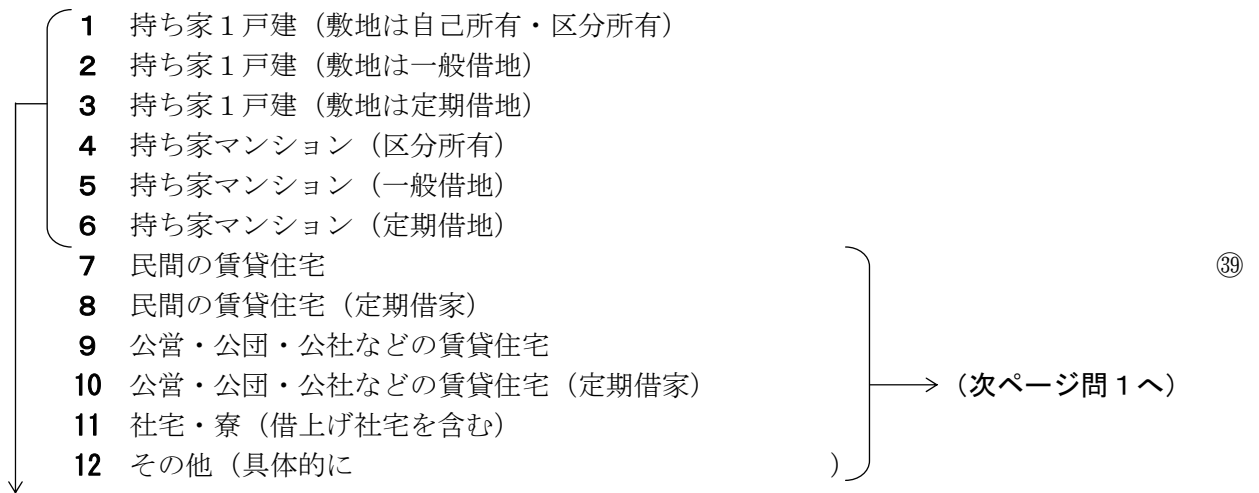 1 持ち家１戸建（敷地は自己所有・区分所有）
2 持ち家１戸建（敷地は一般借地）
3 持ち家１戸建（敷地は定期借地）
4 持ち家マンション（区分所有）
5 持ち家マンション（一般借地）
6 持ち家マンション（定期借地）
7 民間の賃貸住宅 ㊴
8 民間の賃貸住宅（定期借家）
9 公営・公団・公社などの賃貸住宅
10 公営・公団・公社などの賃貸住宅（定期借家） （次ページ問１へ）
11 社宅・寮（借上げ社宅を含む）
12 その他（具体的に ）